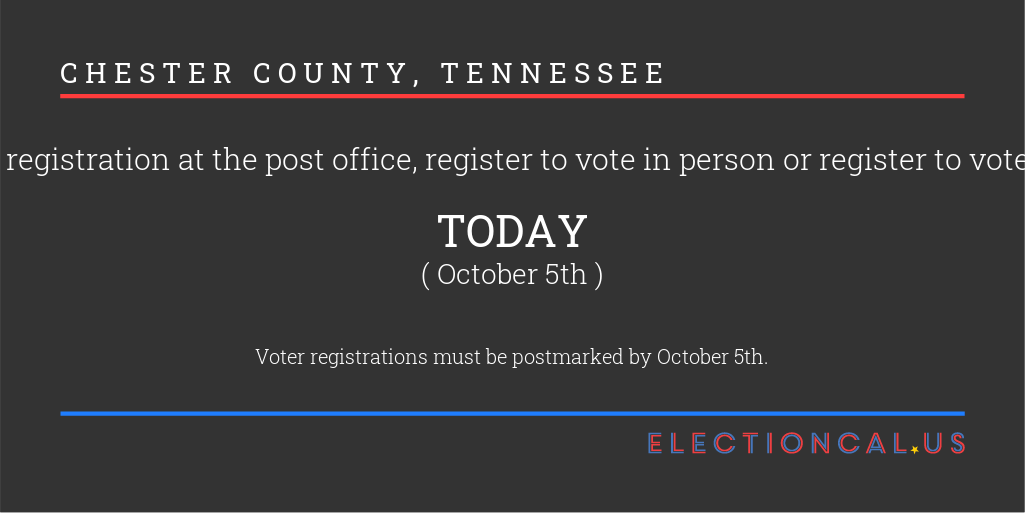 CHESTER COUNTY, TENNESSEE
registration at the post office, register to vote in person or register to vote
TODAY
( October 5th )
Voter registrations must be postmarked by October 5th.
ELECTIONCAL.US